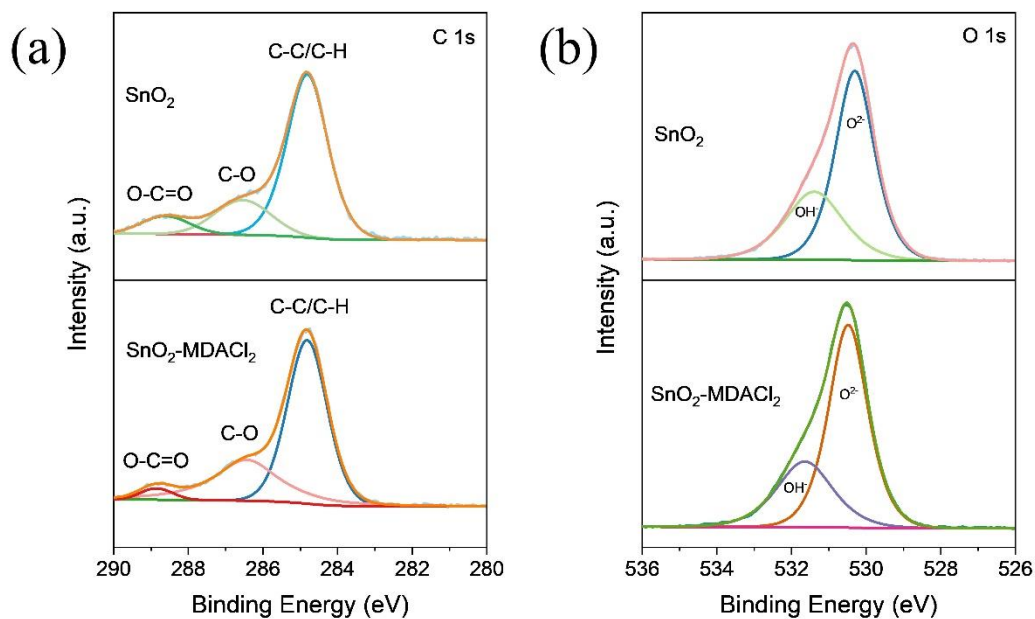 (a)
C 1s
C-C/C-H
SnO₂
C-O
O-C=O
C-C/C-H
SnO₂-MDACl₂
C-O
O-C=O
Intensity (a.u.)
290 288 286 284 282 280
Binding Energy (eV)
(b)
O 1s
SnO₂
O²⁻
OH⁻
SnO₂-MDACl₂
O²⁻
OH⁻
Intensity (a.u.)
536 534 532 530 528 526
Binding Energy (eV)